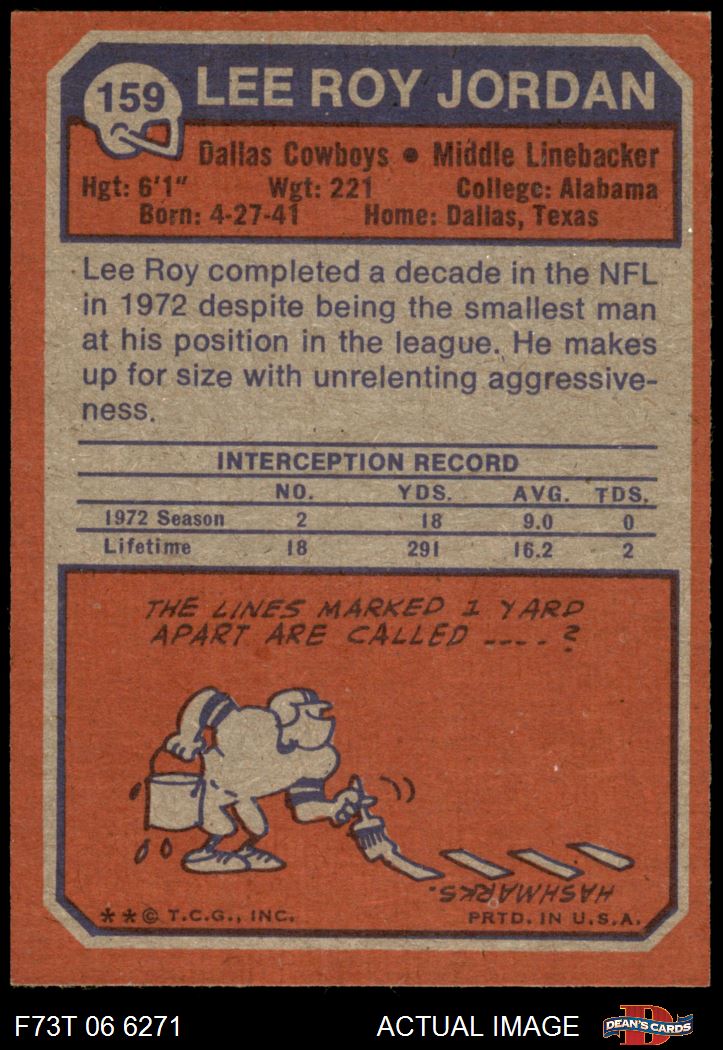 159 LEE ROY JORDAN
Dallas Cowboys • Middle Linebacker
Hgt: 6'1" Wgt: 221 College: Alabama
Born: 4-27-41 Home: Dallas, Texas
Lee Roy completed a decade in the NFL
in 1972 despite being the smallest man
at his position in the league. He makes
up for size with unrelenting aggressive-
ness.
INTERCEPTION RECORD
NO. YDS. AVG. TDS.
1972 Season 2 18 9.0 0
Lifetime 18 291 16.2 2
THE LINES MARKED 1 YARD
APART ARE CALLED ....?
HASHMARKS.
**© T.C.G., INC. PRTD. IN U.S.A.
F73T 06 6271 ACTUAL IMAGE D DEAN'S CARDS